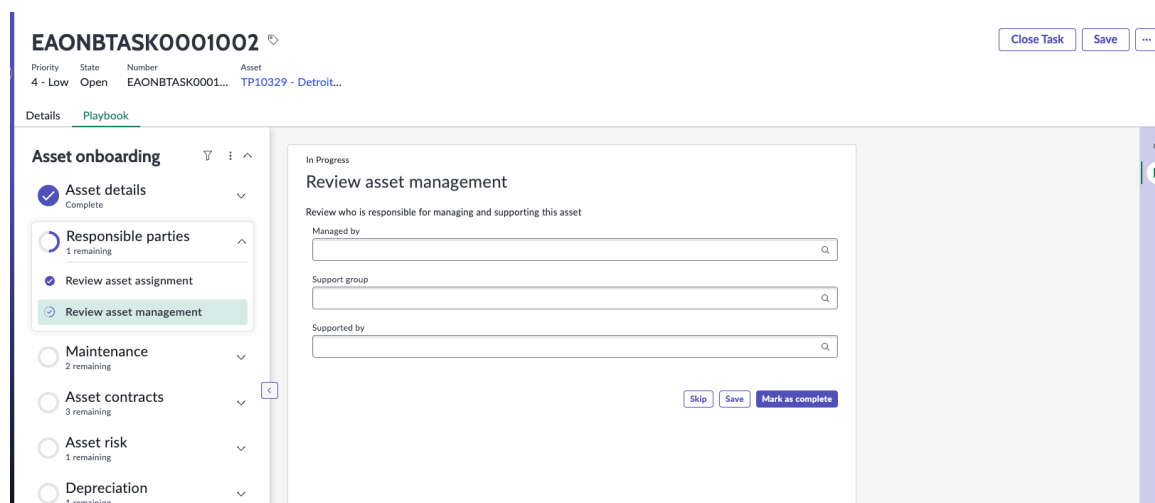 EAONBTASK0001002
Close Task Save ...
Priority State Number Asset
4 - Low Open EAONBTASK0001... TP10329 - Detroit...
Details Playbook
Asset onboarding
Asset details
Complete
Responsible parties
1 remaining
Review asset assignment
Review asset management
Maintenance
2 remaining
Asset contracts
3 remaining
Asset risk
1 remaining
Depreciation
1 remaining
In Progress
Review asset management
Review who is responsible for managing and supporting this asset
Managed by
Support group
Supported by
Skip Save Mark as complete